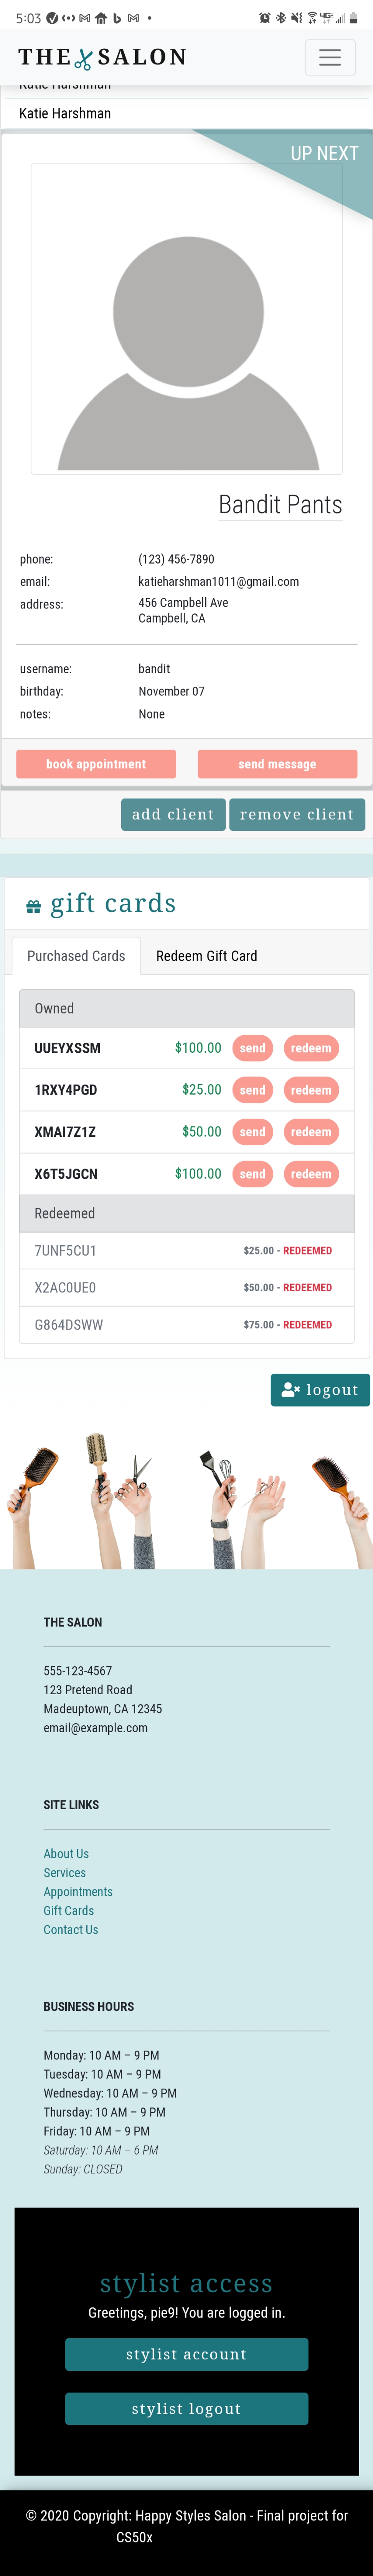 5:03
THE SALON
Katie Harshman
Katie Harshman
UP NEXT
Bandit Pants
phone: (123) 456-7890
email: katieharshman1011@gmail.com
address: 456 Campbell Ave
Campbell, CA
username: bandit
birthday: November 07
notes: None
book appointment send message
add client remove client
gift cards
Purchased Cards Redeem Gift Card
Owned
UUEYXSSM $100.00 send redeem
1RXY4PGD $25.00 send redeem
XMAI7Z1Z $50.00 send redeem
X6T5JGCN $100.00 send redeem
Redeemed
7UNF5CU1 $25.00 - REDEEMED
X2AC0UE0 $50.00 - REDEEMED
G864DSWW $75.00 - REDEEMED
logout
THE SALON
555-123-4567
123 Pretend Road
Madeuptown, CA 12345
email@example.com
SITE LINKS
About Us
Services
Appointments
Gift Cards
Contact Us
BUSINESS HOURS
Monday: 10 AM – 9 PM
Tuesday: 10 AM – 9 PM
Wednesday: 10 AM – 9 PM
Thursday: 10 AM – 9 PM
Friday: 10 AM – 9 PM
Saturday: 10 AM – 6 PM
Sunday: CLOSED
stylist access
Greetings, pie9! You are logged in.
stylist account
stylist logout
© 2020 Copyright: Happy Styles Salon - Final project for
CS50x